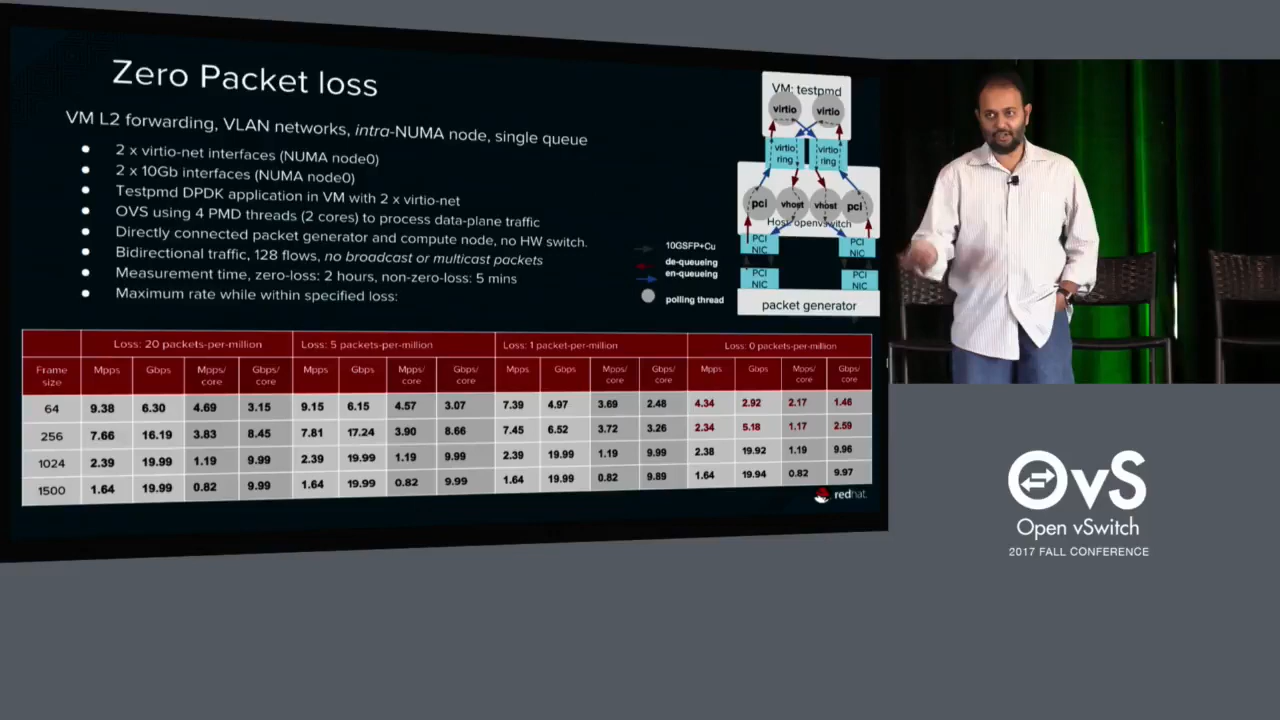 Zero Packet loss
VM L2 forwarding, VLAN networks, intra-NUMA node, single queue
● 2 x virtio-net interfaces (NUMA node0)
● 2 x 10Gb interfaces (NUMA node0)
● Testpmd DPDK application in VM with 2 x virtio-net
● OVS using 4 PMD threads (2 cores) to process data-plane traffic
● Directly connected packet generator and compute node, no HW switch.
● Bidirectional traffic, 128 flows, no broadcast or multicast packets
● Measurement time, zero-loss: 2 hours, non-zero-loss: 5 mins
● Maximum rate while within specified loss:
VM: testpmd
virtio virtio
virtio ring virtio ring
pci vhost vhost pci
Host: openvswitch
PCI NIC PCI NIC
PCI NIC PCI NIC
packet generator
10GSFP+Cu
de-queueing
en-queueing
polling thread
Loss: 20 packets-per-million Loss: 5 packets-per-million Loss: 1 packet-per-million Loss: 0 packets-per-million
Frame size Mpps Gbps Mpps/core Gbps/core Mpps Gbps Mpps/core Gbps/core Mpps Gbps Mpps/core Gbps/core Mpps Gbps Mpps/core Gbps/core
64 9.38 6.30 4.69 3.15 9.15 6.15 4.57 3.07 7.39 4.97 3.69 2.48 4.34 2.92 2.17 1.46
256 7.66 16.19 3.83 8.45 7.81 17.24 3.90 8.66 7.45 6.52 3.72 3.26 2.34 5.18 1.17 2.59
1024 2.39 19.99 1.19 9.99 2.39 19.99 1.19 9.99 2.39 19.99 1.19 9.99 2.38 19.92 1.19 9.96
1500 1.64 19.99 0.82 9.99 1.64 19.99 0.82 9.99 1.64 19.99 0.82 9.89 1.64 19.94 0.82 9.97
redhat.
OvS
Open vSwitch
2017 FALL CONFERENCE